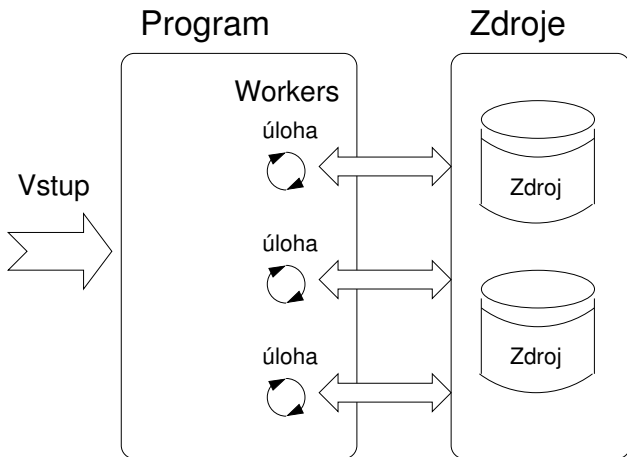 Program
Zdroje
Workers
úloha
Vstup
Zdroj
úloha
úloha
Zdroj